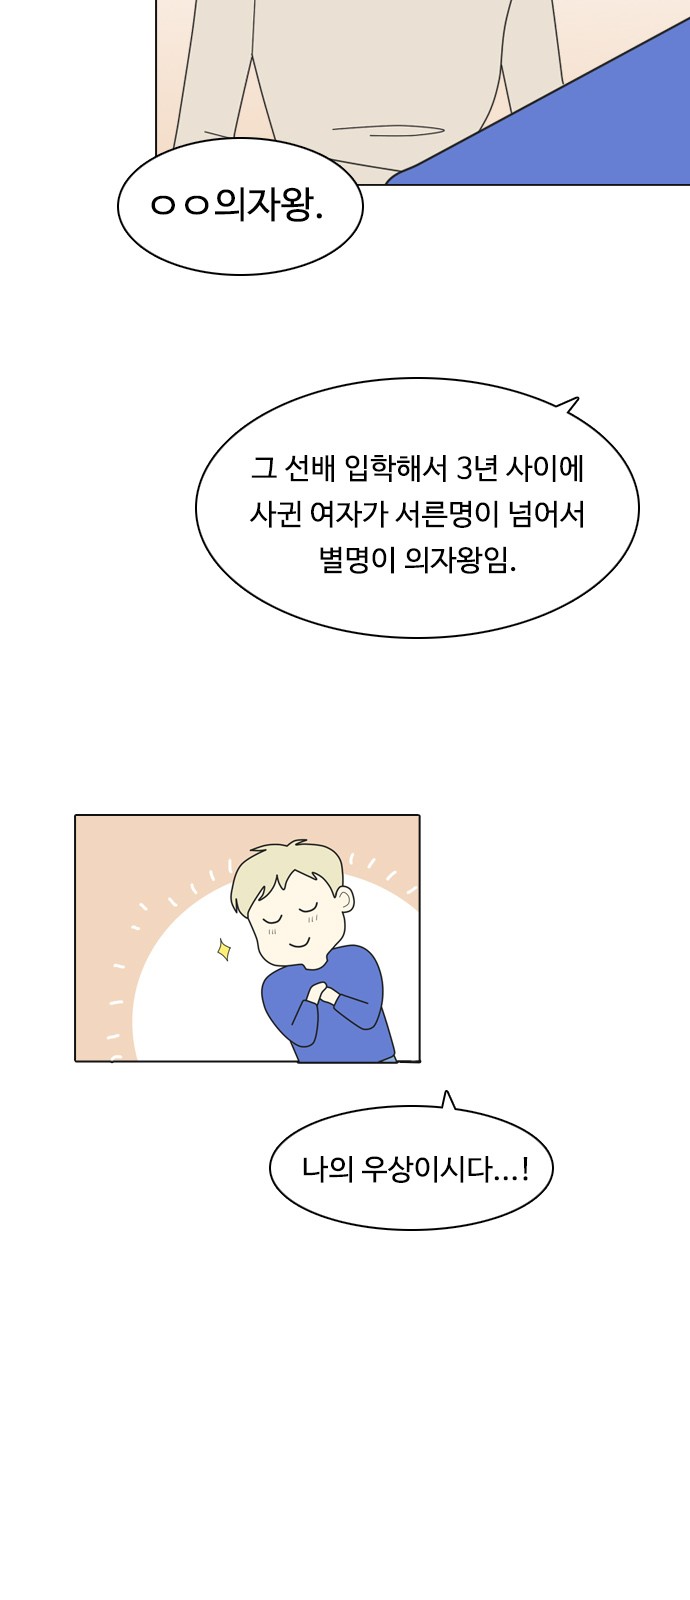 ㅇㅇ의자왕.
그 선배 입학해서 3년 사이에
사귄 여자가 서른명이 넘어서
별명이 의자왕임.
나의 우상이시다...!